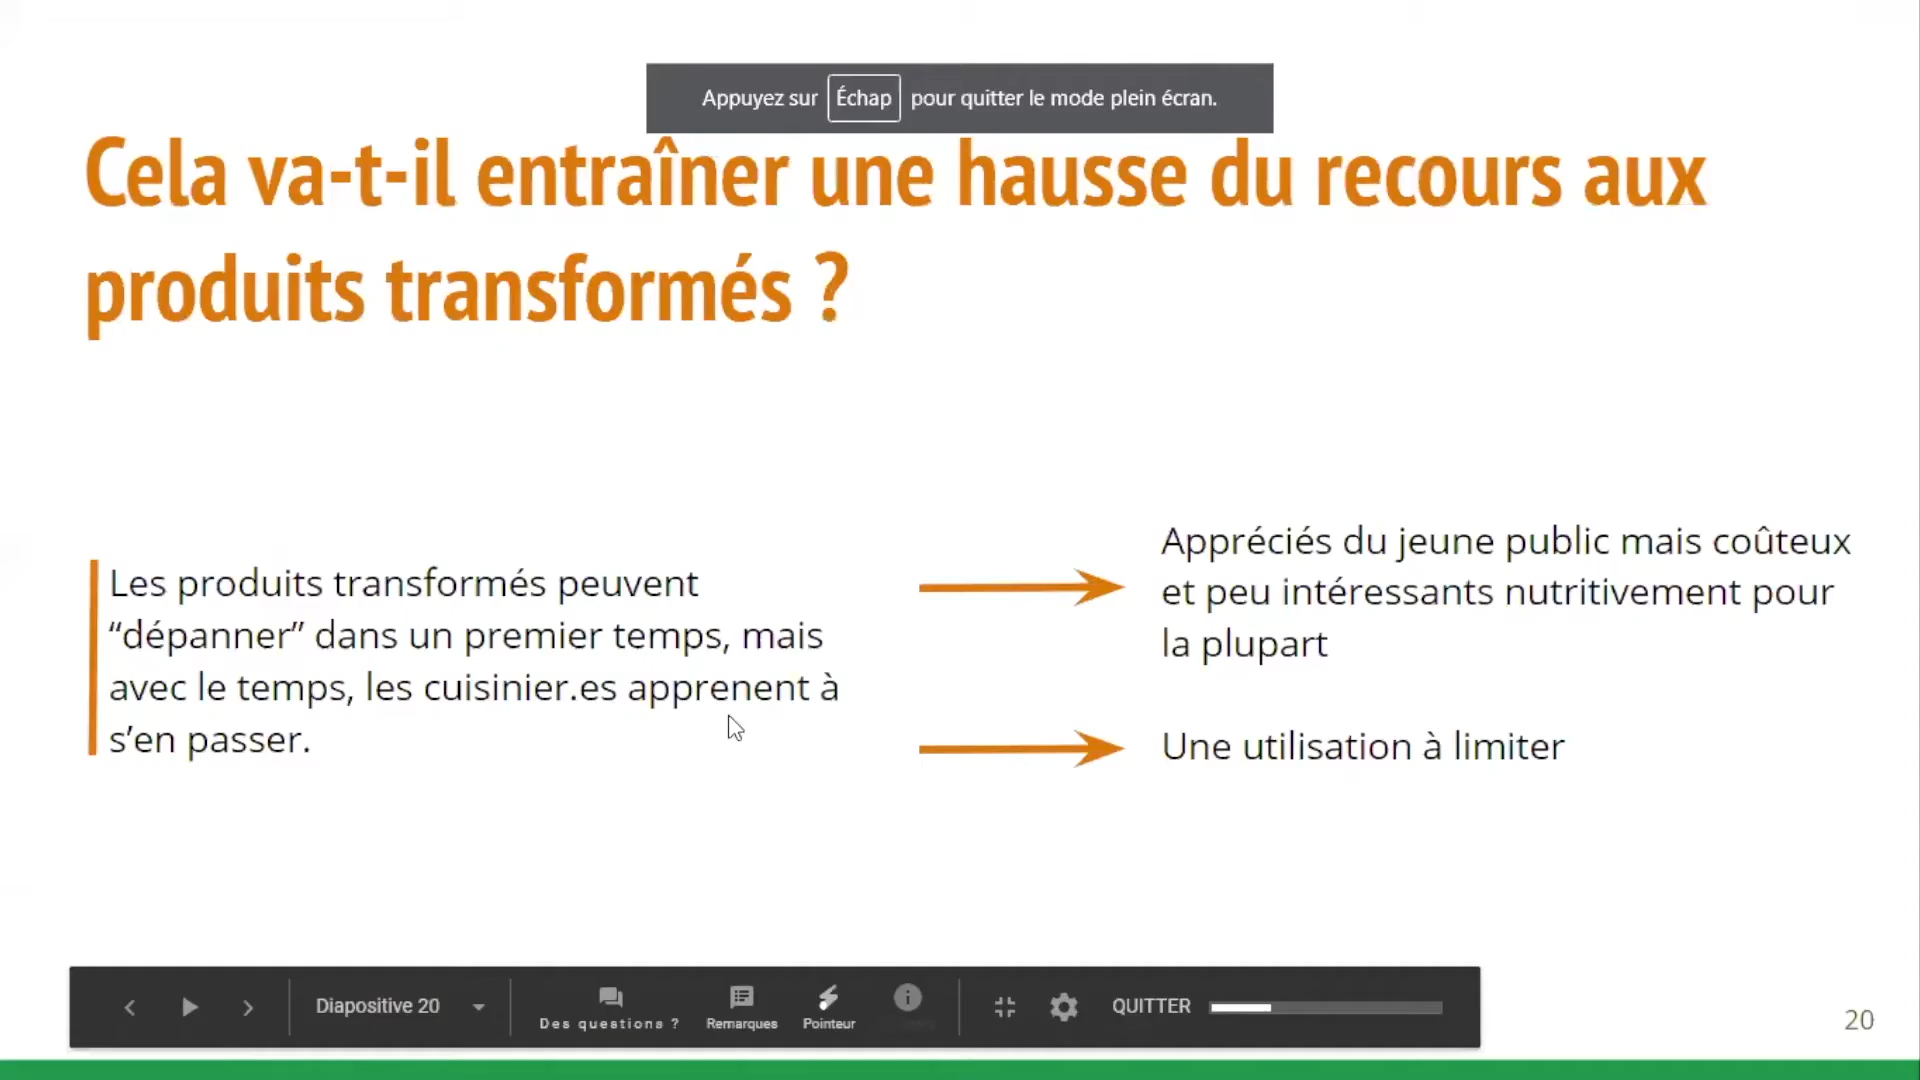 Appuyez sur Échap pour quitter le mode plein écran.
Cela va-t-il entraîner une hausse du recours aux
produits transformés ?
Les produits transformés peuvent
“dépanner” dans un premier temps, mais
avec le temps, les cuisinier.es apprenent à
s’en passer.
Appréciés du jeune public mais coûteux
et peu intéressants nutritivement pour
la plupart
Une utilisation à limiter
Diapositive 20
Des questions ?
Remarques
Pointeur
QUITTER
20